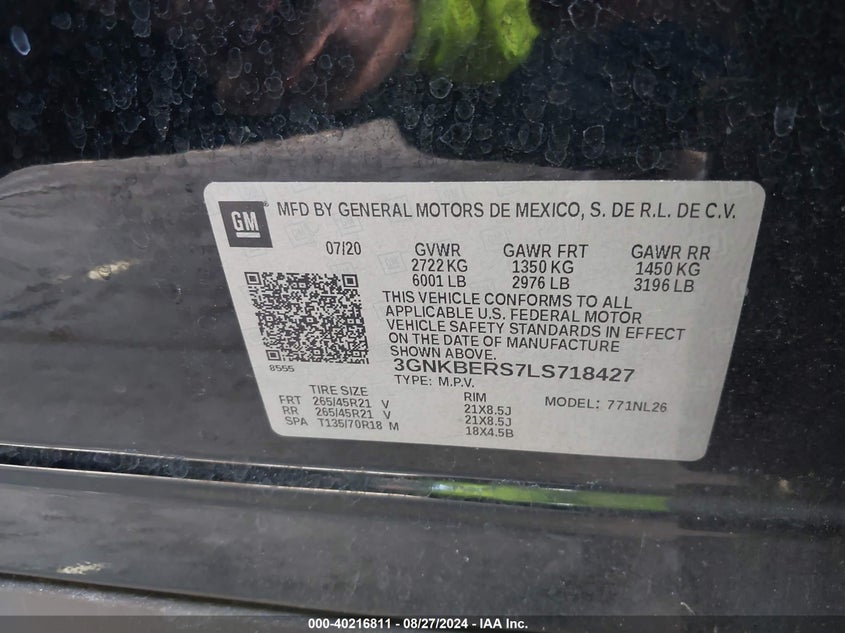 GM
MFD BY GENERAL MOTORS DE MEXICO, S. DE R.L. DE C.V.
07/20 GVWR GAWR FRT GAWR RR
2722 KG 1350 KG 1450 KG
6001 LB 2976 LB 3196 LB
THIS VEHICLE CONFORMS TO ALL
APPLICABLE U.S. FEDERAL MOTOR
VEHICLE SAFETY STANDARDS IN EFFECT
ON THE DATE OF MANUFACTURE
SHOWN ABOVE.
8555
3GNKBERS7LS718427
TYPE: M.P.V.
TIRE SIZE RIM MODEL: 771NL26
FRT 265/45R21 V 21X8.5J
RR 265/45R21 V 21X8.5J
SPA T135/70R18 M 18X4.5B
000-40216811 - 08/27/2024 - IAA Inc.